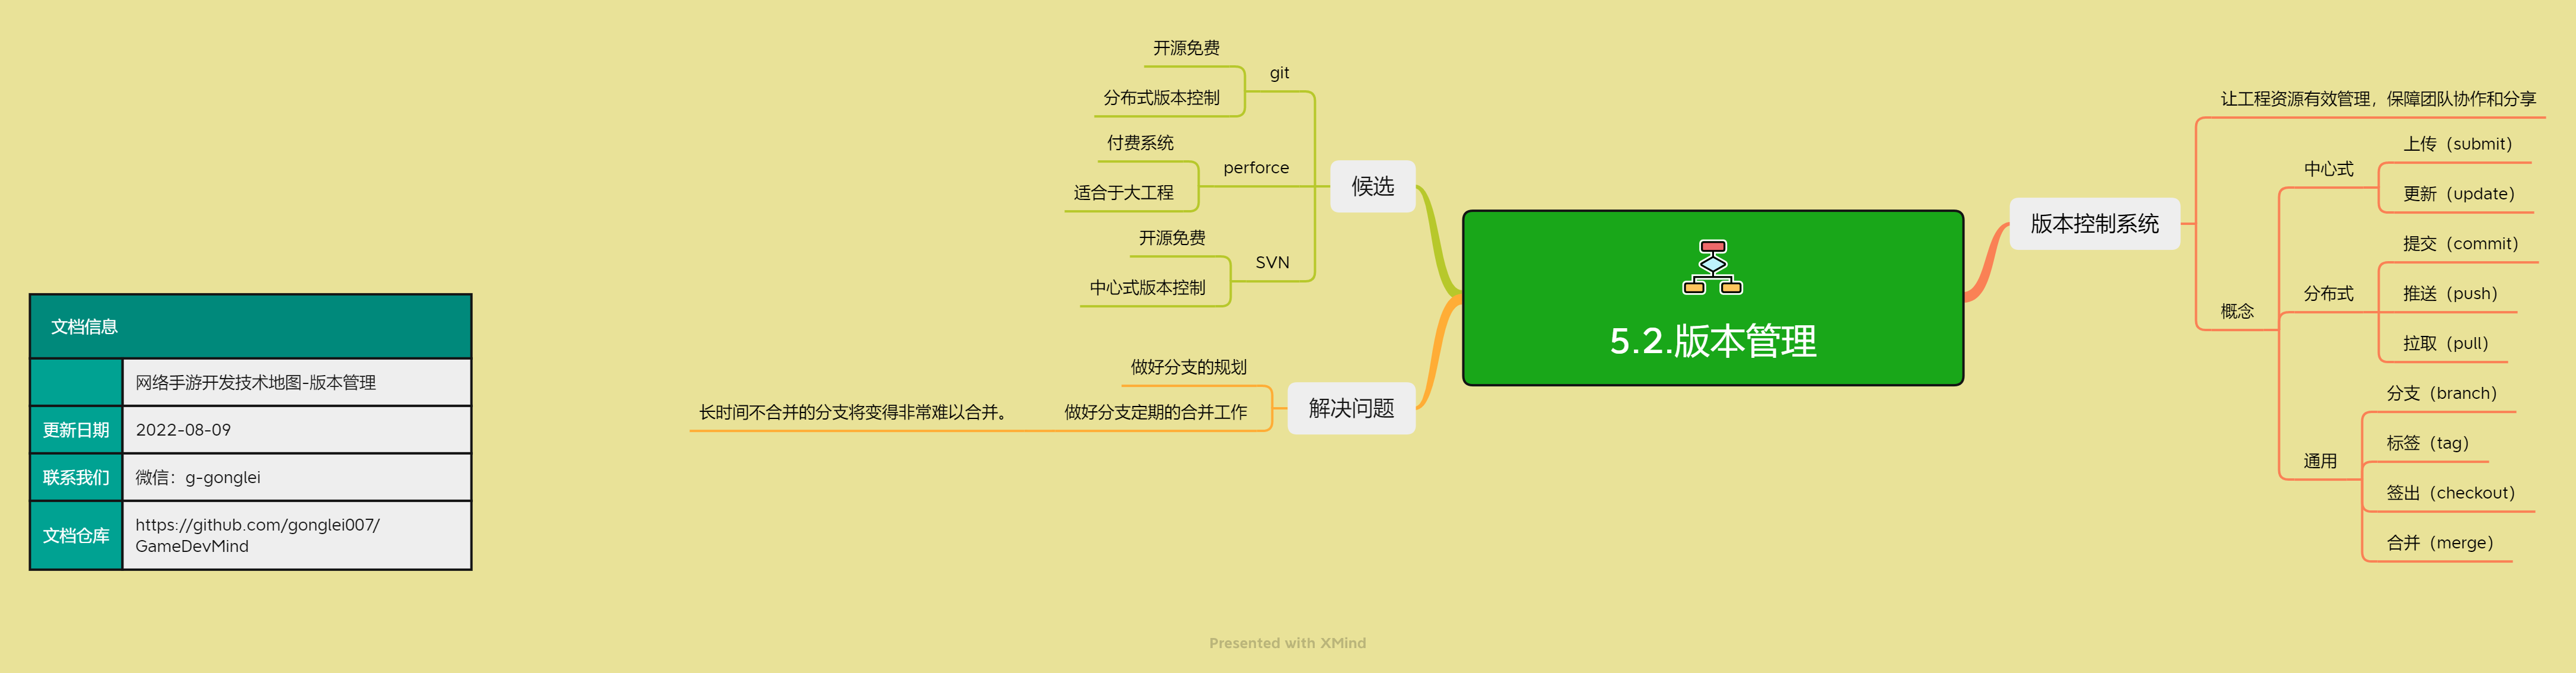 5.2.版本管理
版本控制系统
让工程资源有效管理，保障团队协作和分享
概念
中心式
上传（submit）
更新（update）
分布式
提交（commit）
推送（push）
拉取（pull）
通用
分支（branch）
标签（tag）
签出（checkout）
合并（merge）
候选
git
开源免费
分布式版本控制
perforce
付费系统
适合于大工程
SVN
开源免费
中心式版本控制
解决问题
做好分支的规划
做好分支定期的合并工作
长时间不合并的分支将变得非常难以合并。
文档信息
网络手游开发技术地图-版本管理
更新日期
2022-08-09
联系我们
微信：g-gonglei
文档仓库
https://github.com/gonglei007/
GameDevMind
Presented with XMind